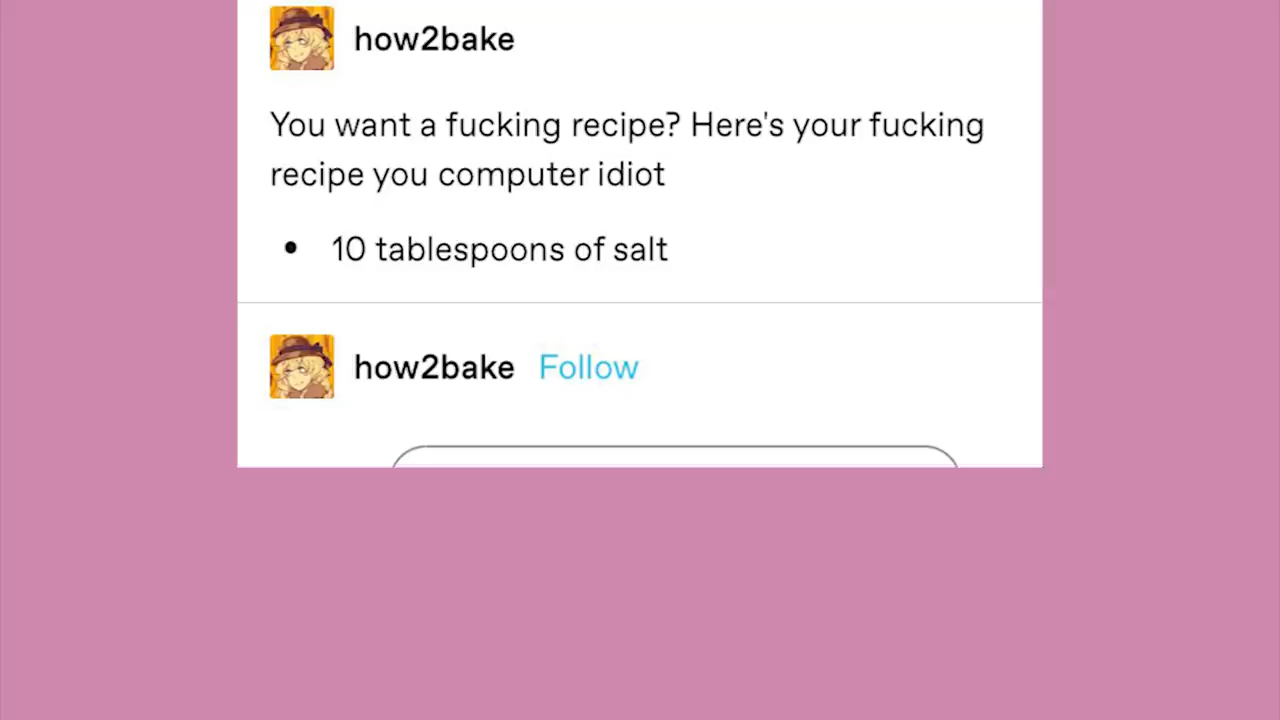 how2bake
You want a fucking recipe? Here's your fucking
recipe you computer idiot
• 10 tablespoons of salt
how2bake Follow